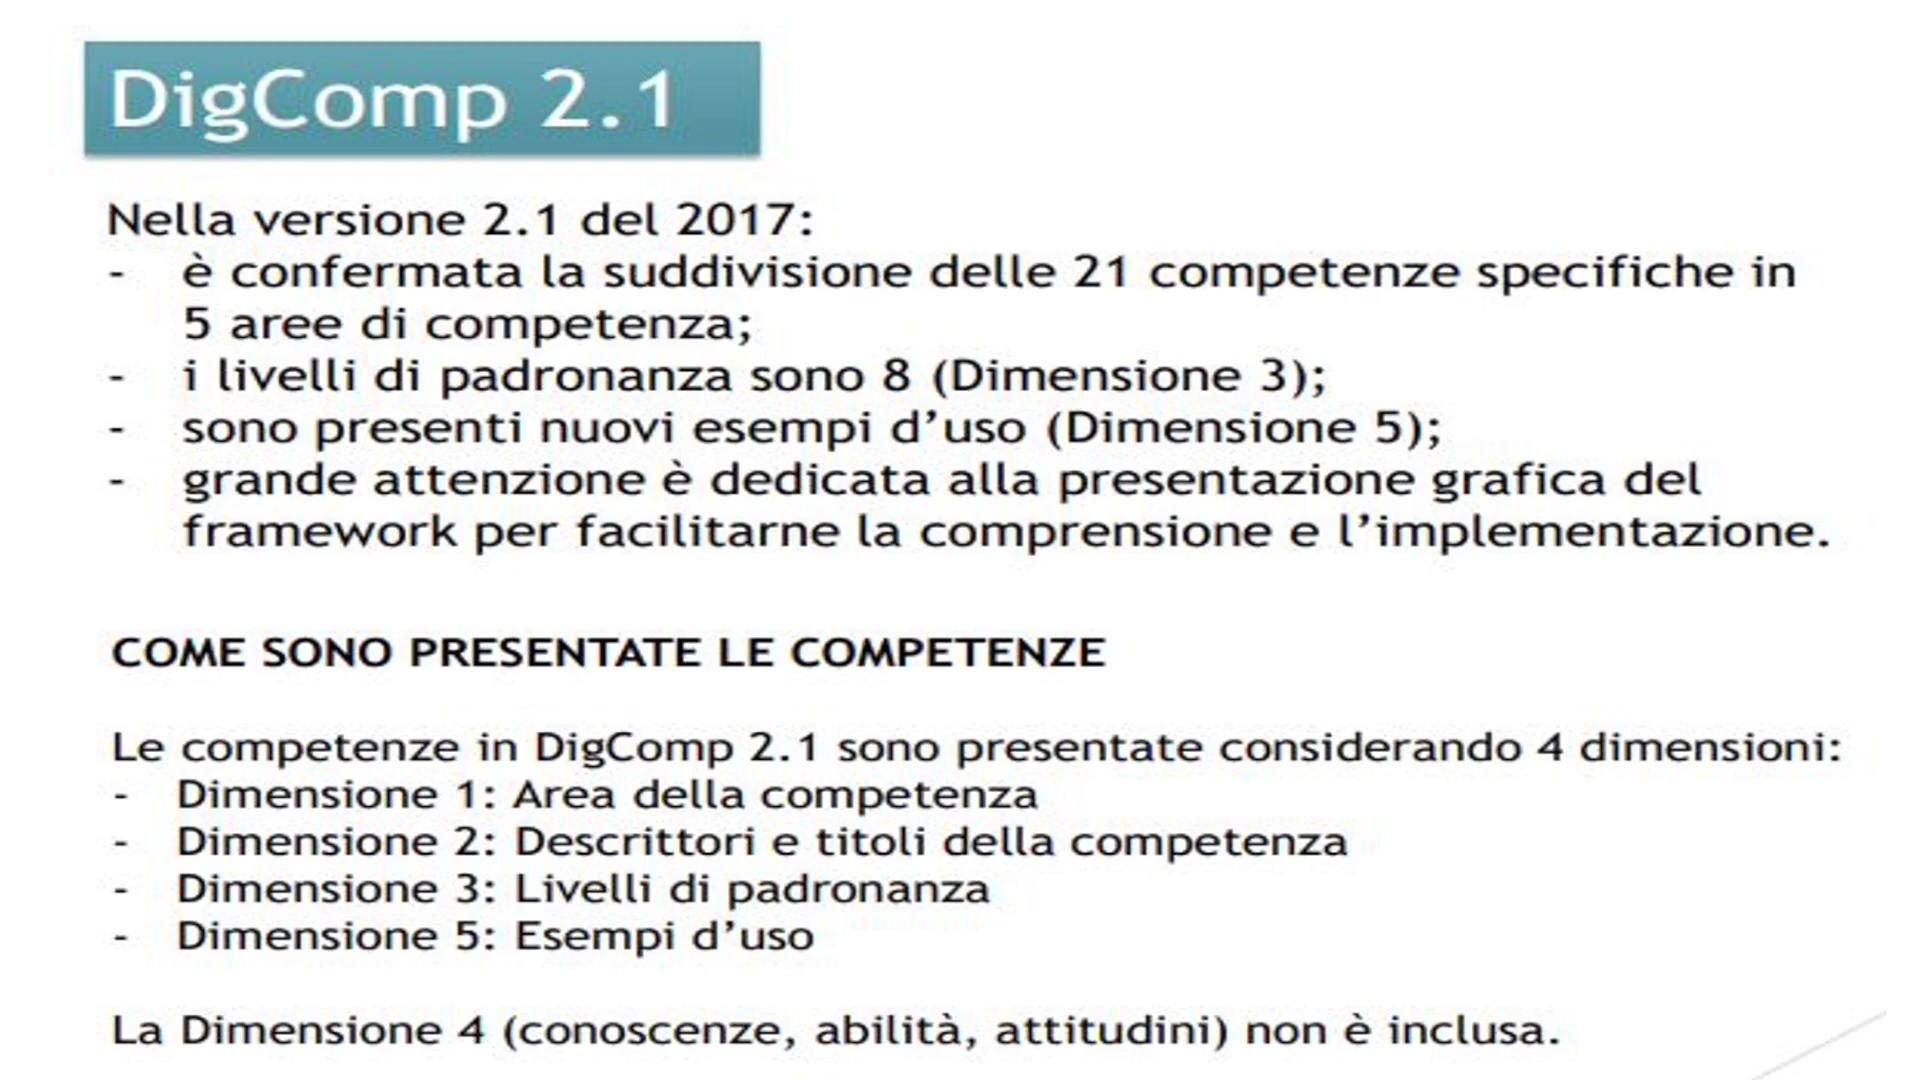 DigComp 2.1
Nella versione 2.1 del 2017:
- è confermata la suddivisione delle 21 competenze specifiche in
5 aree di competenza;
- i livelli di padronanza sono 8 (Dimensione 3);
- sono presenti nuovi esempi d’uso (Dimensione 5);
- grande attenzione è dedicata alla presentazione grafica del
framework per facilitarne la comprensione e l’implementazione.
COME SONO PRESENTATE LE COMPETENZE
Le competenze in DigComp 2.1 sono presentate considerando 4 dimensioni:
- Dimensione 1: Area della competenza
- Dimensione 2: Descrittori e titoli della competenza
- Dimensione 3: Livelli di padronanza
- Dimensione 5: Esempi d’uso
La Dimensione 4 (conoscenze, abilità, attitudini) non è inclusa.